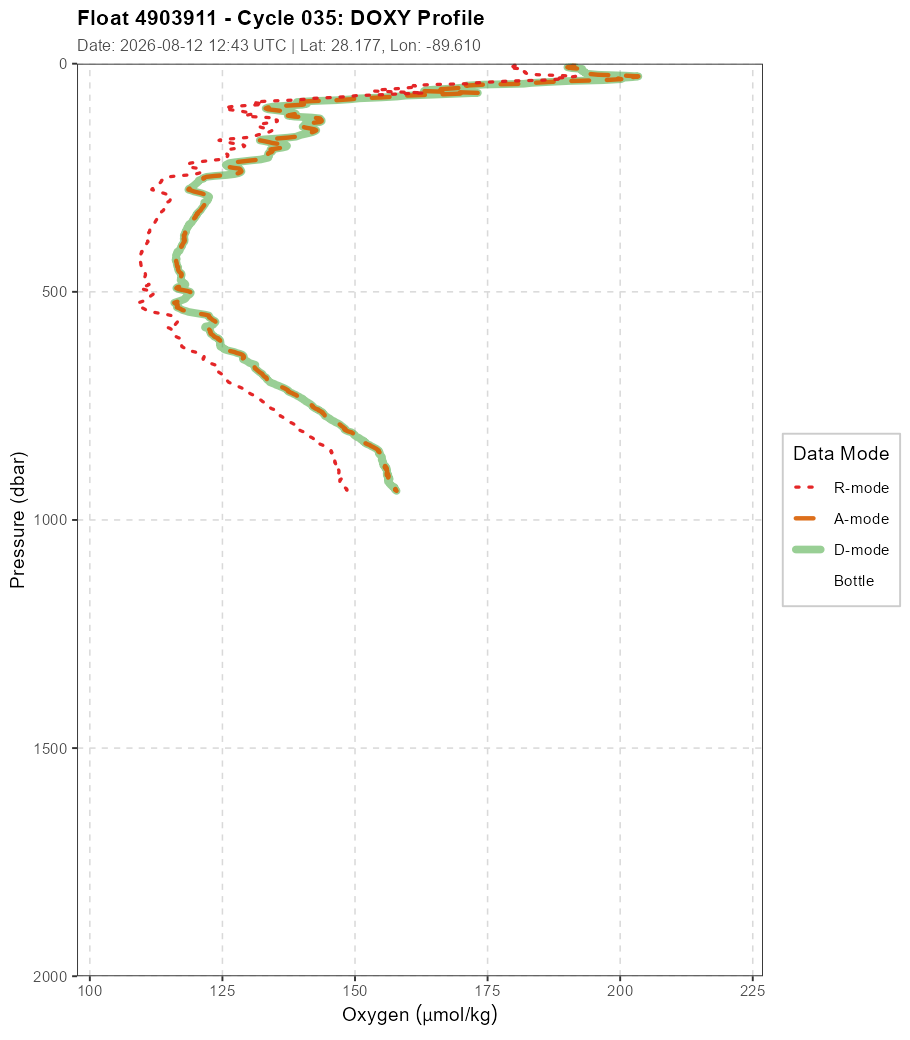 Float 4903911 - Cycle 035: DOXY Profile
Date: 2026-08-12 12:43 UTC | Lat: 28.177, Lon: -89.610
0
500
1000
1500
2000
Pressure (dbar)
100 125 150 175 200 225
Oxygen (μmol/kg)
Data Mode
R-mode
A-mode
D-mode
Bottle